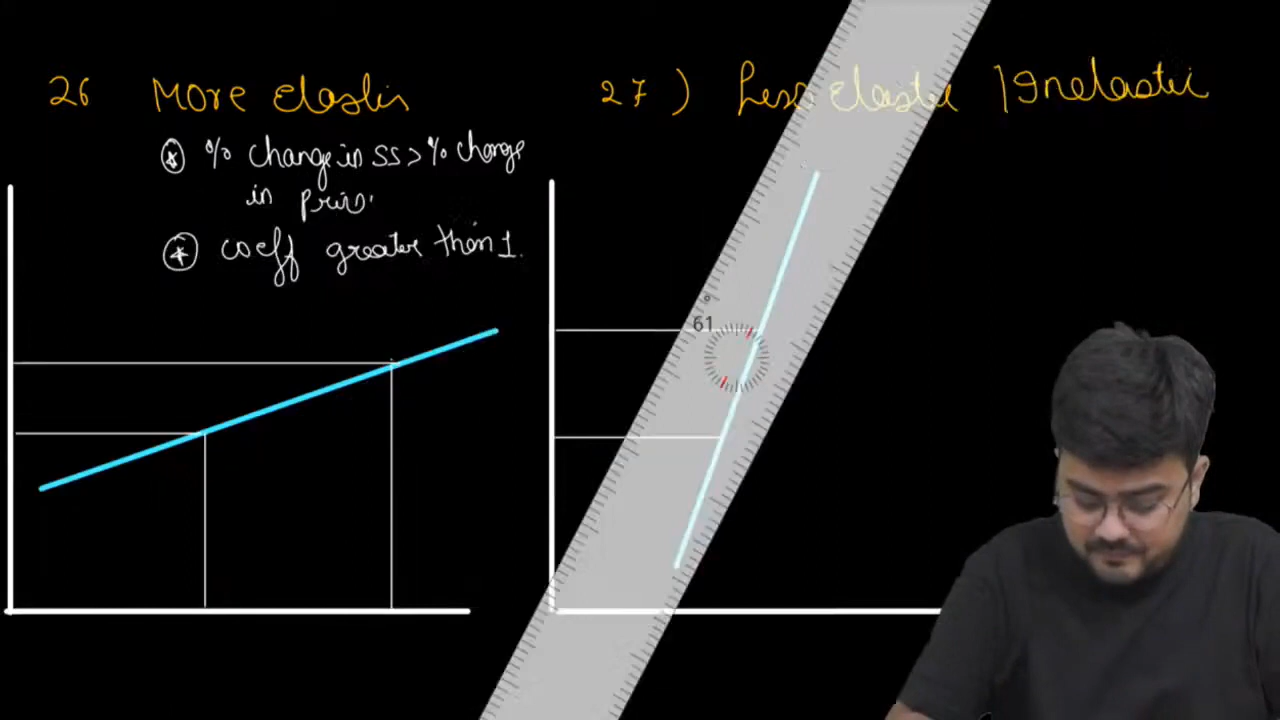 26 More elastic
27) Less elastic / Inelastic
* % change in SS > % change
in price.
* coeff greater than 1.
61°